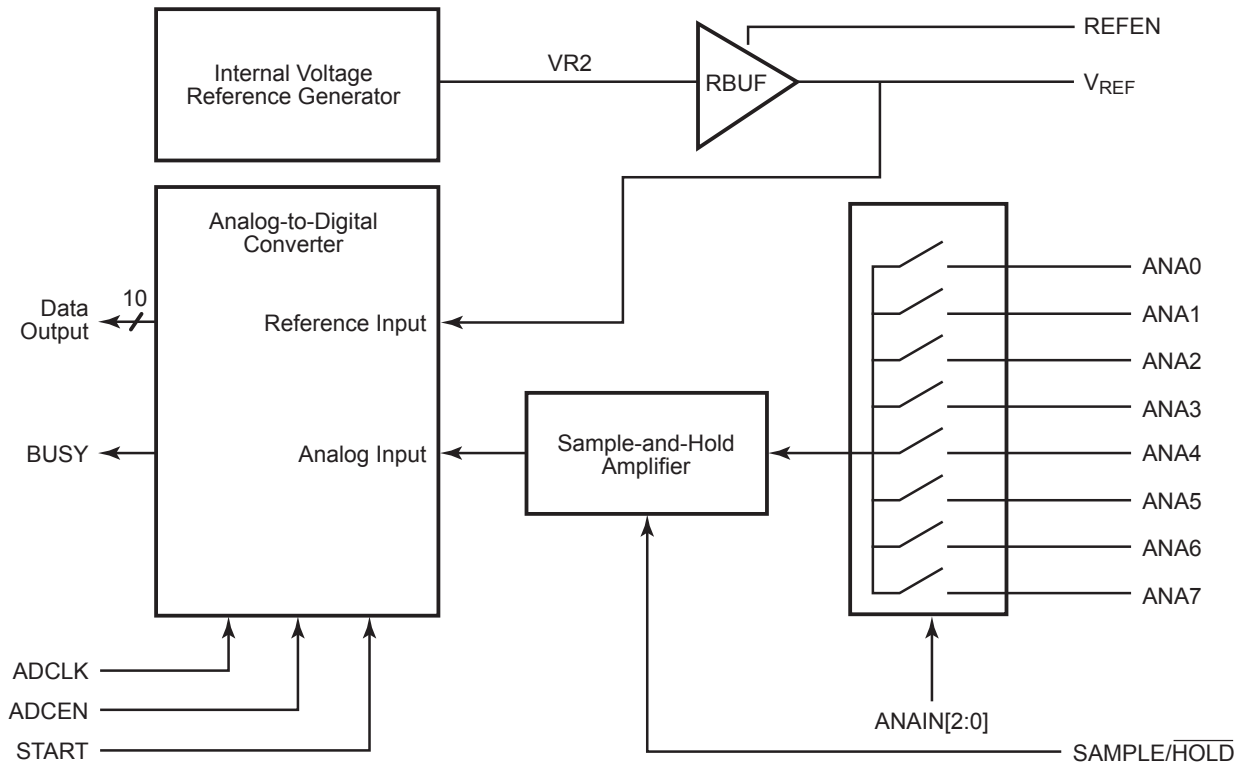 REFEN
Internal Voltage
Reference Generator
VR2
RBUF
VREF
Analog-to-Digital
Converter
10
Data
Output
Reference Input
BUSY
Analog Input
Sample-and-Hold
Amplifier
ANA0
ANA1
ANA2
ANA3
ANA4
ANA5
ANA6
ANA7
ADCLK
ADCEN
START
ANAIN[2:0]
SAMPLE/HOLD